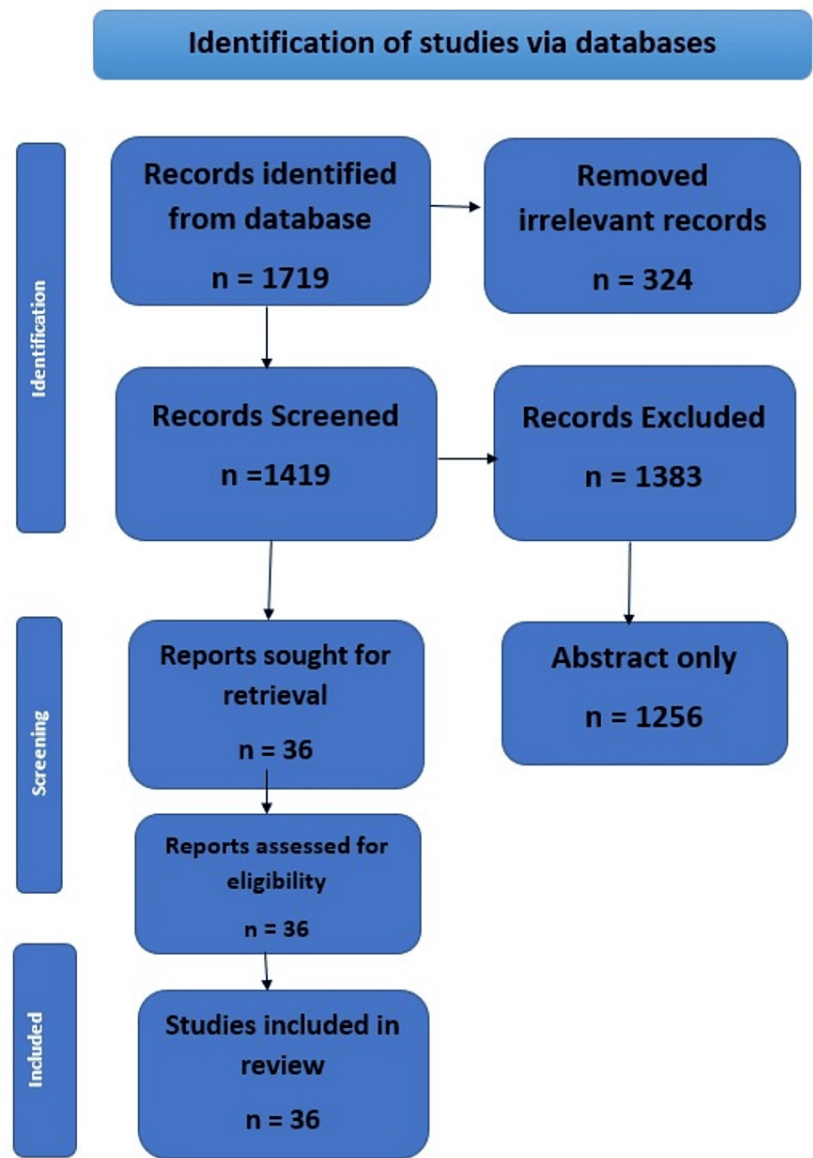 Identification of studies via databases
Identification
Records identified
from database
n = 1719
Removed
irrelevant records
n = 324
Records Screened
n =1419
Records Excluded
n = 1383
Screening
Reports sought for
retrieval
n = 36
Abstract only
n = 1256
Reports assessed for
eligibility
n = 36
Included
Studies included in
review
n = 36